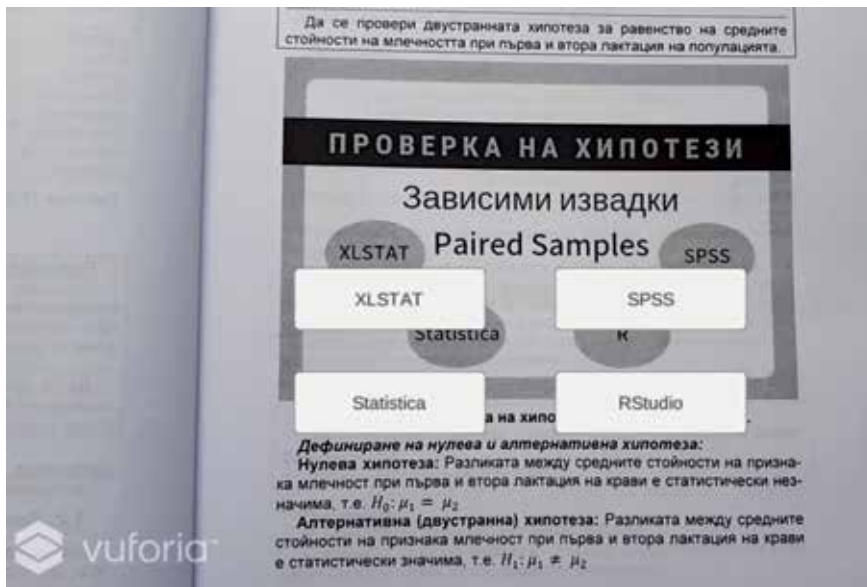 Да се провери двустранната хипотеза за равенство на средните
стойности на млечността при първа и втора лактация на популацията.
ПРОВЕРКА НА ХИПОТЕЗИ
Зависими извадки
Paired Samples
XLSTAT
SPSS
XLSTAT
SPSS
Statistica
R
Statistica
RStudio
на хипо
Дефиниране на нулева и алтернативна хипотеза:
Нулева хипотеза: Разликата между средните стойности на призна-
ка млечност при първа и втора лактация на крави е статистически нез-
начима, т.е. H₀: μ₁ = μ₂
Алтернативна (двустранна) хипотеза: Разликата между средните
стойности на признака млечност при първа и втора лактация на крави
е статистически значима, т.е. H₁: μ₁ ≠ μ₂
vuforia